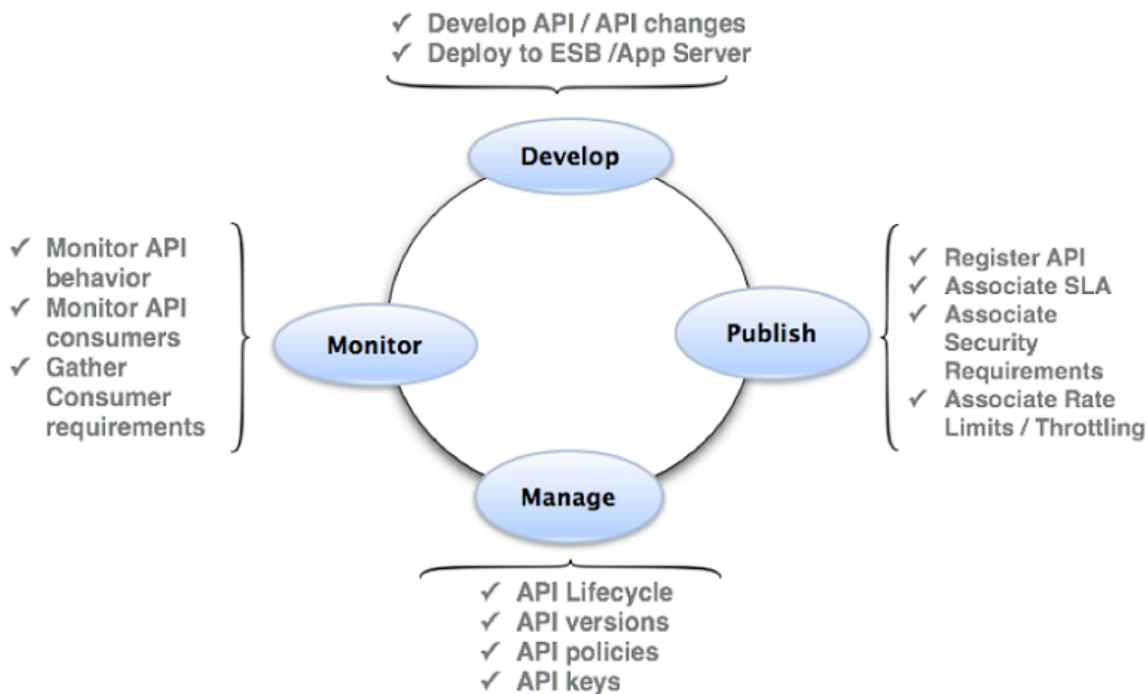 ✓ Develop API / API changes
✓ Deploy to ESB /App Server
Develop
✓ Monitor API
behavior
✓ Monitor API
consumers
✓ Gather
Consumer
requirements
Monitor
Publish
✓ Register API
✓ Associate SLA
✓ Associate
Security
Requirements
✓ Associate Rate
Limits / Throttling
Manage
✓ API Lifecycle
✓ API versions
✓ API policies
✓ API keys